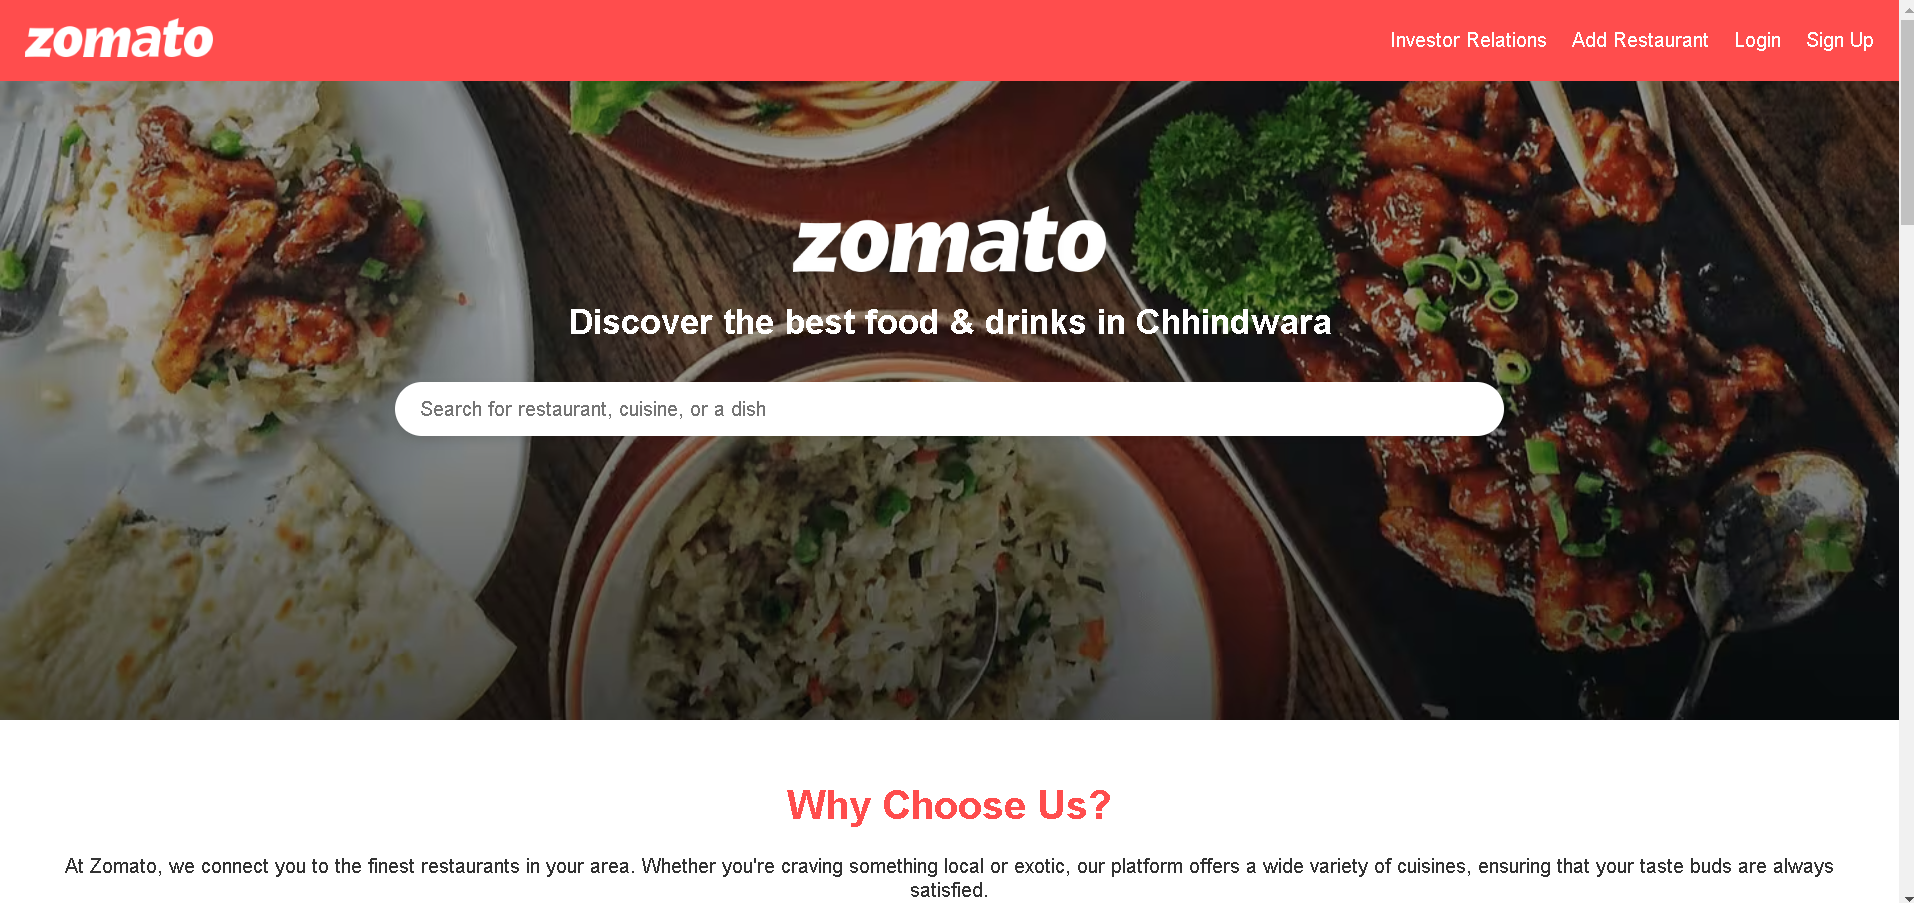 zomato
Investor Relations Add Restaurant Login Sign Up
zomato
Discover the best food & drinks in Chhindwara
Search for restaurant, cuisine, or a dish
Why Choose Us?
At Zomato, we connect you to the finest restaurants in your area. Whether you're craving something local or exotic, our platform offers a wide variety of cuisines, ensuring that your taste buds are always
satisfied.